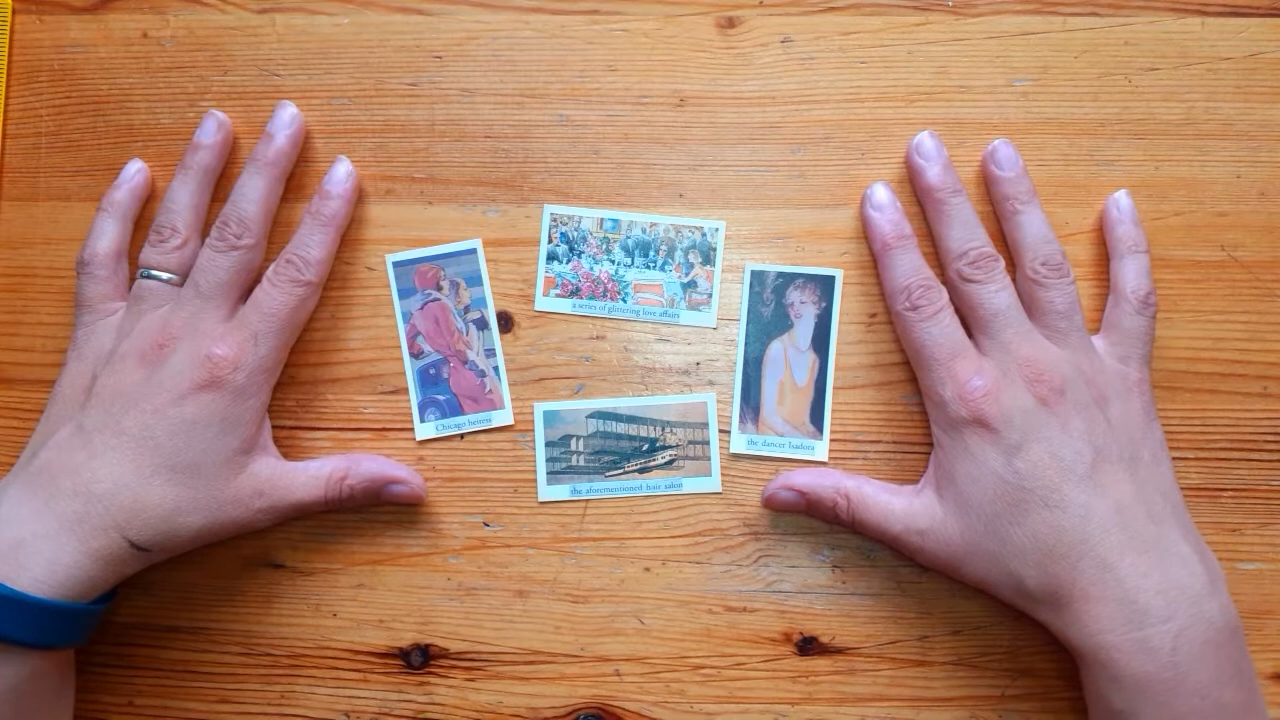 a series of glittering love affairs
Chicago heiress
the dancer Isadora
the aforementioned hair salon